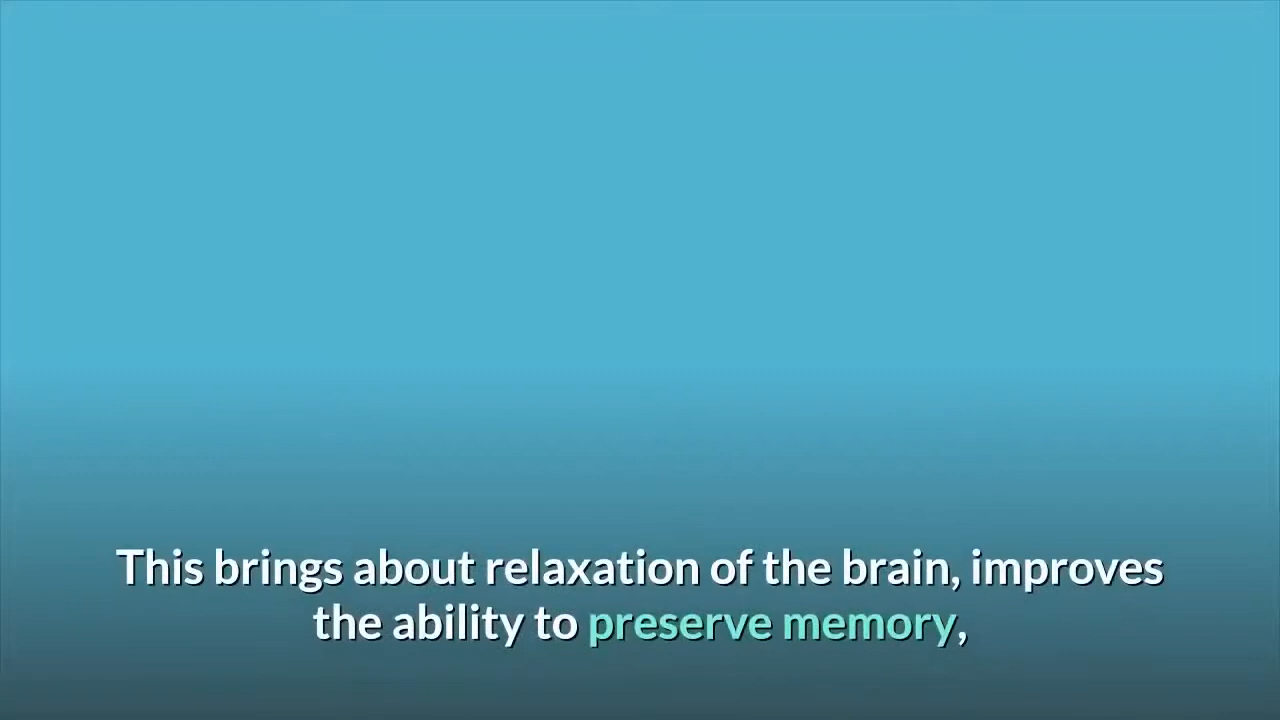 This brings about relaxation of the brain, improves
the ability to preserve memory,